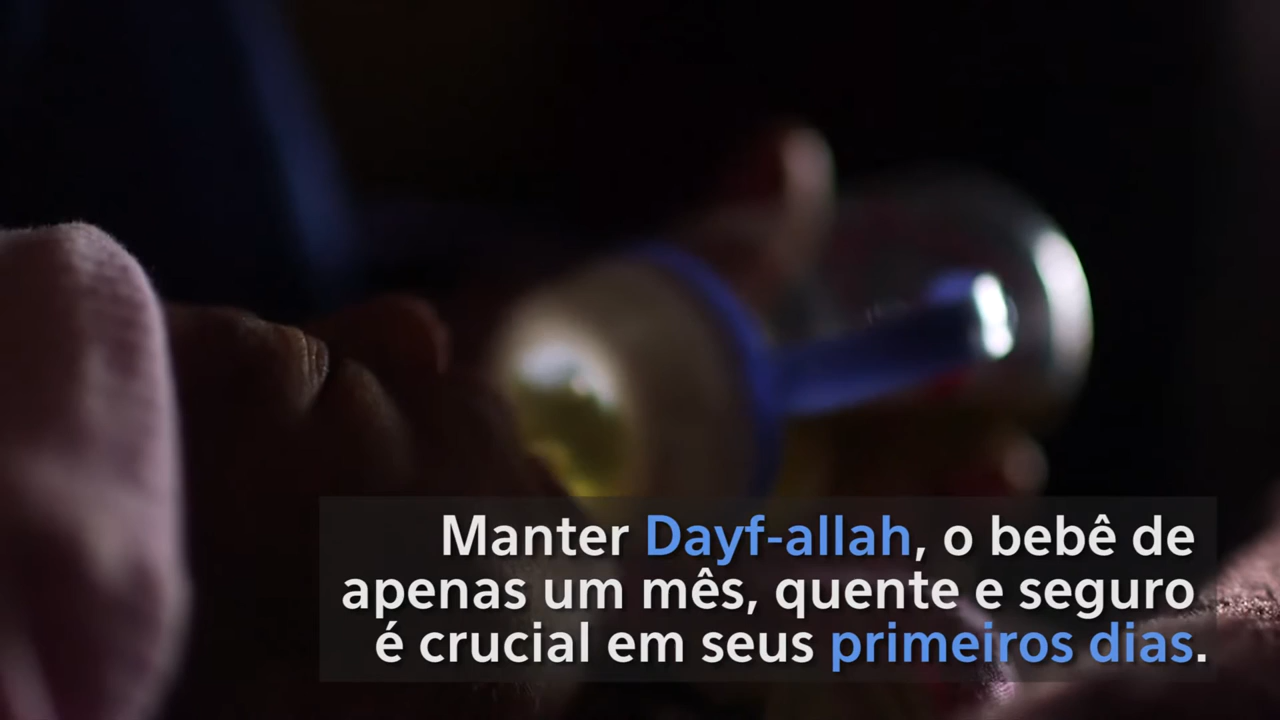 Manter Dayf-allah, o bebê de
apenas um mês, quente e seguro
é crucial em seus primeiros dias.